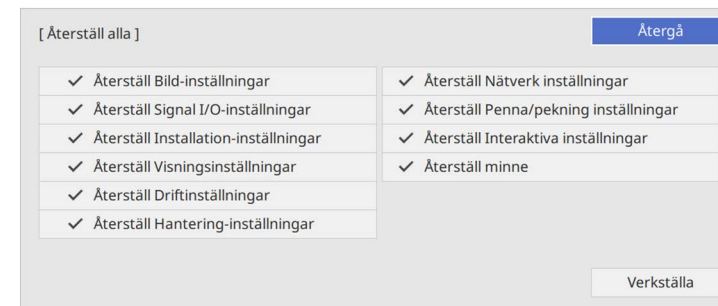 [ Återställ alla ]
Återgå
Återställ Bild-inställningar
Återställ Signal I/O-inställningar
Återställ Installation-inställningar
Återställ Visningsinställningar
Återställ Driftinställningar
Återställ Hantering-inställningar
Återställ Nätverk inställningar
Återställ Penna/pekning inställningar
Återställ Interaktiva inställningar
Återställ minne
Verkställa